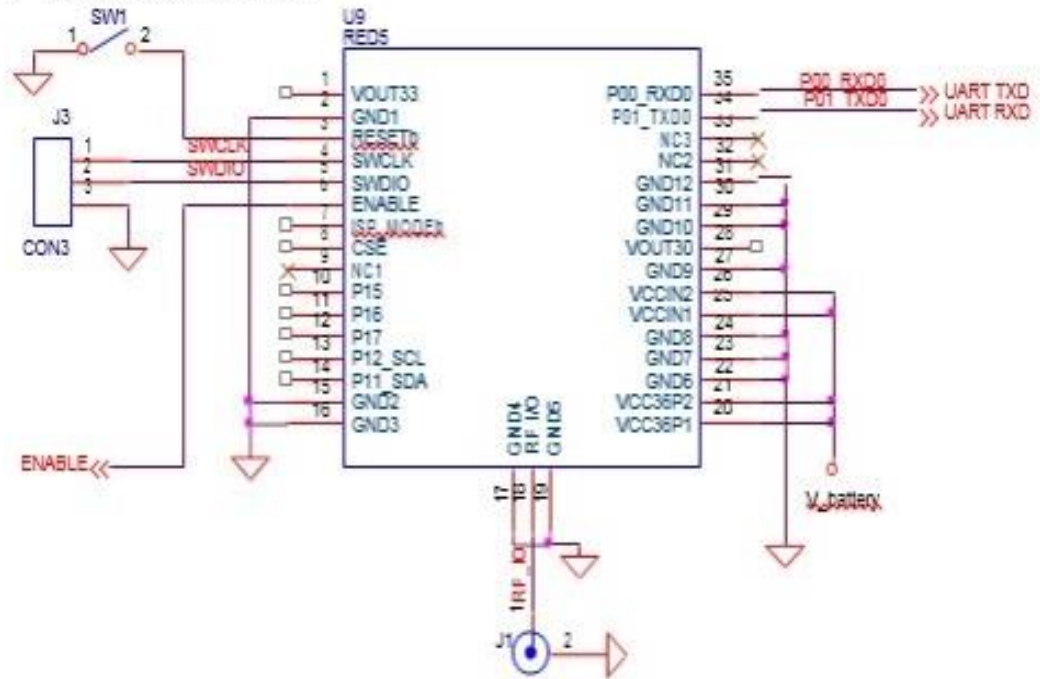 SW1
1
2
J3
1
2
3
CON3
SWCLK
SWDIO
ENABLE
U9
RED5
1 VOUT33
2 GND1
3 RESETb
4 SWCLK
5 SWDIO
6 ENABLE
7 ISP_MODEb
8 CSE
9 NC1
10 P15
11 P16
12 P17
13 P12_SCL
14 P11_SDA
15 GND2
16 GND3
P00_RXD0 35
P01_TXD0 34
NC3 33
NC2 32
GND12 31
GND11 30
GND10 29
VOUT30 28
GND9 27
VCCIN2 26
VCCIN1 25
GND8 24
GND7 23
GND6 22
VCC36P2 21
VCC36P1 20
GND4
RF I/O
GND5
17
18
19
P00_RXD0 UART TXD
P01_TXD0 UART RXD
V_battery
RF_IO
1
J1
2